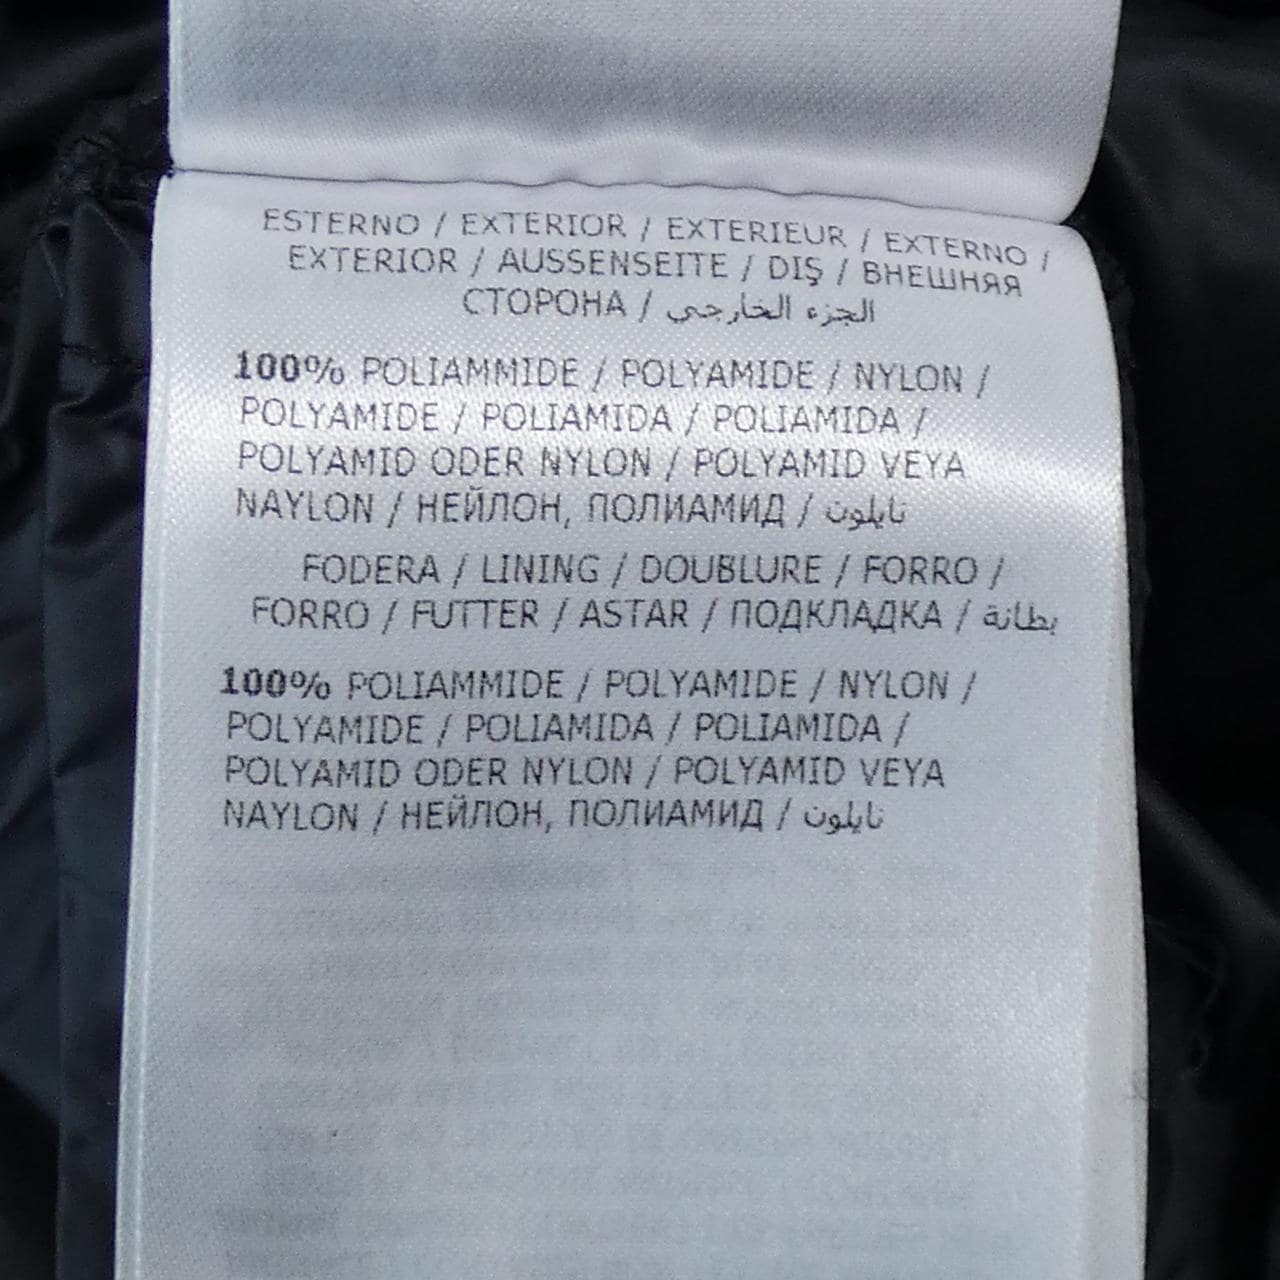 ESTERNO / EXTERIOR / EXTERIEUR / EXTERNO /
EXTERIOR / AUSSENSEITE / DIŞ / ВНЕШНЯЯ
СТОРОНА / الجزء الخارجي
100% POLIAMMIDE / POLYAMIDE / NYLON /
POLYAMIDE / POLIAMIDA / POLIAMIDA /
POLYAMID ODER NYLON / POLYAMID VEYA
NAYLON / НЕЙЛОН, ПОЛИАМИД / نايلون
FODERA / LINING / DOUBLURE / FORRO /
FORRO / FUTTER / ASTAR / ПОДКЛАДКА / بطانة
100% POLIAMMIDE / POLYAMIDE / NYLON /
POLYAMIDE / POLIAMIDA / POLIAMIDA /
POLYAMID ODER NYLON / POLYAMID VEYA
NAYLON / НЕЙЛОН, ПОЛИАМИД / نايلون